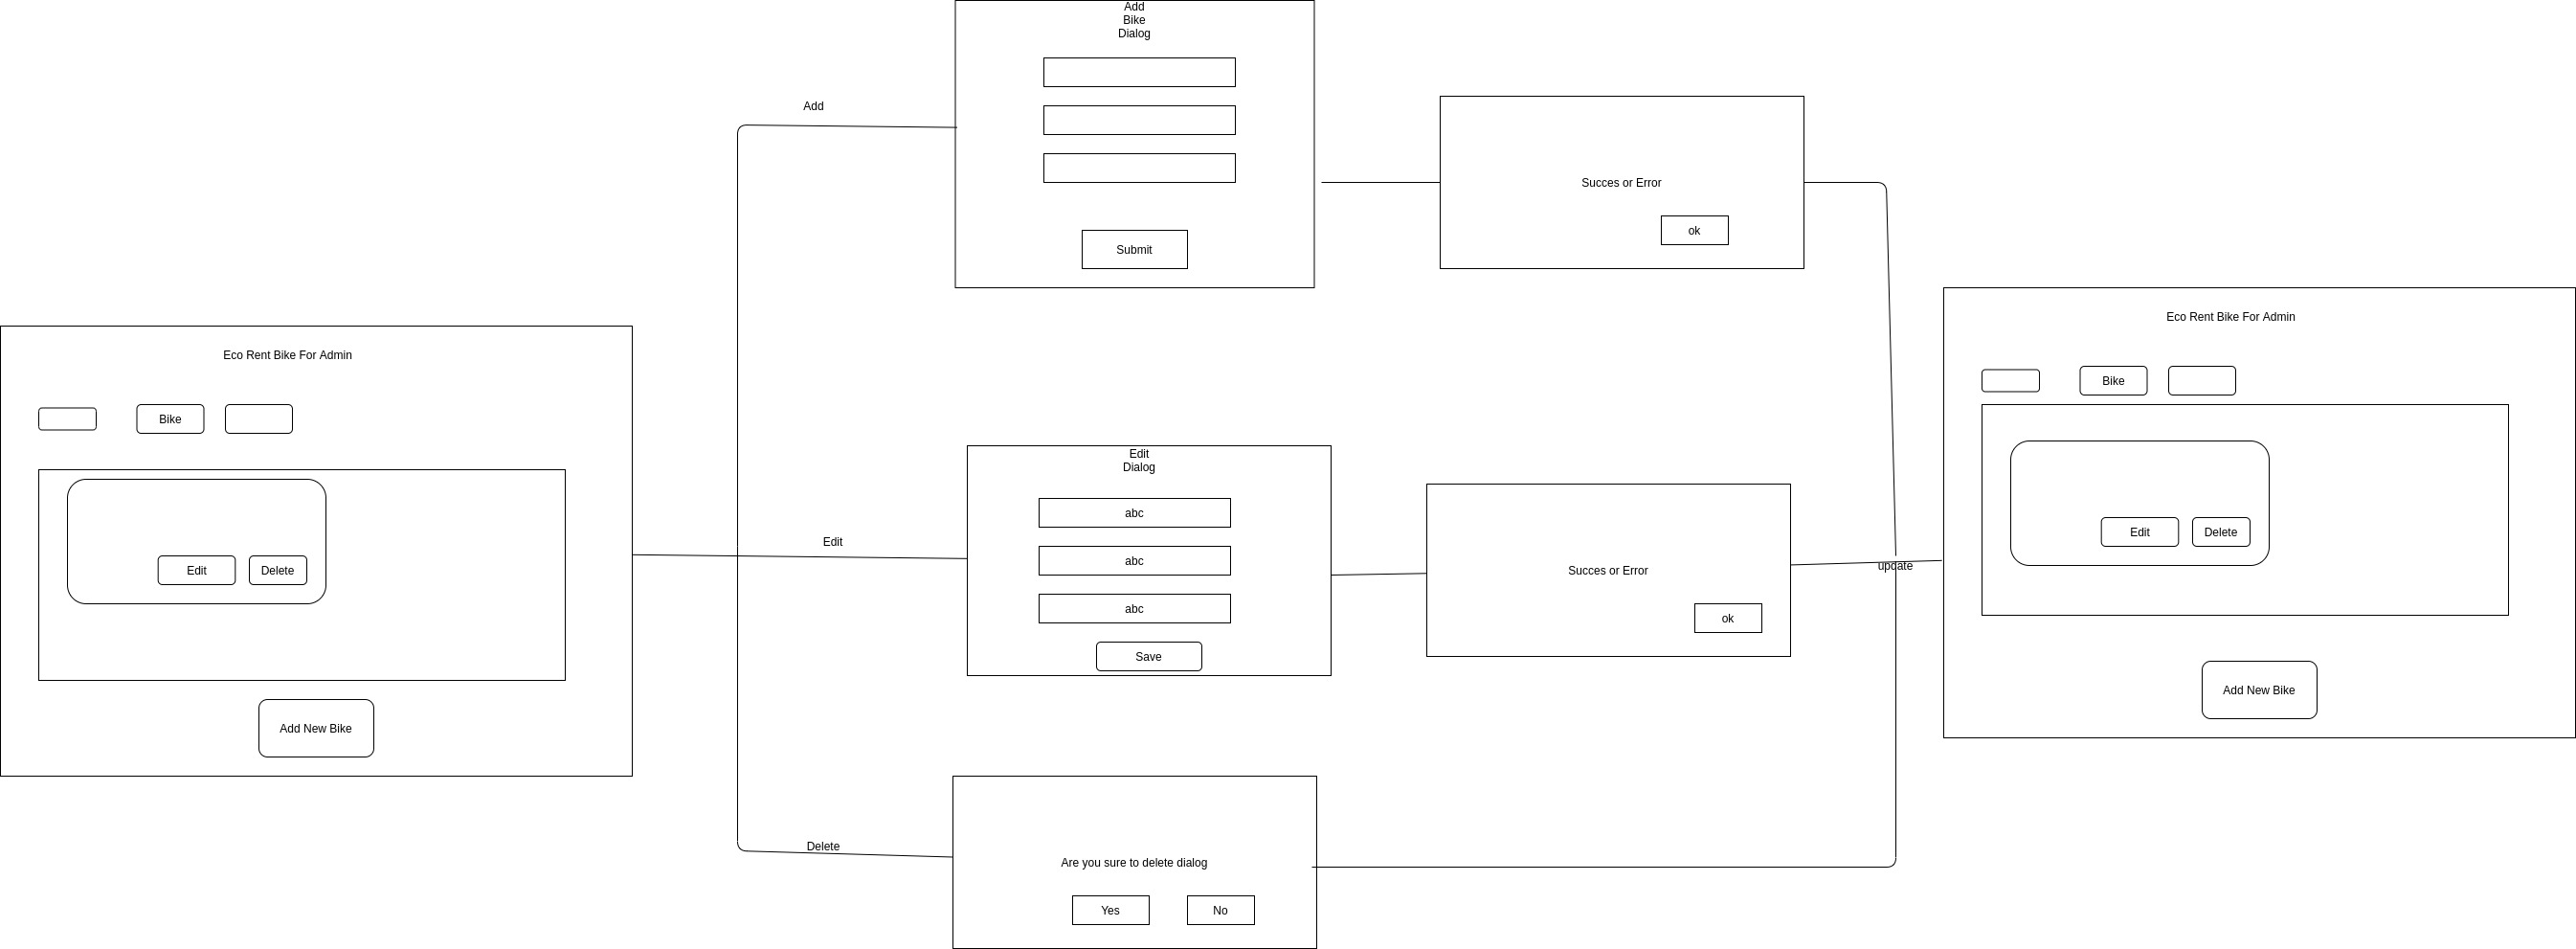 Eco Rent Bike For Admin
Bike
Edit
Delete
Add New Bike
Add
Edit
Delete
Add
Bike
Dialog
Submit
Succes or Error
ok
Edit
Dialog
abc
abc
abc
Save
Succes or Error
ok
Are you sure to delete dialog
Yes
No
update
Eco Rent Bike For Admin
Bike
Edit
Delete
Add New Bike